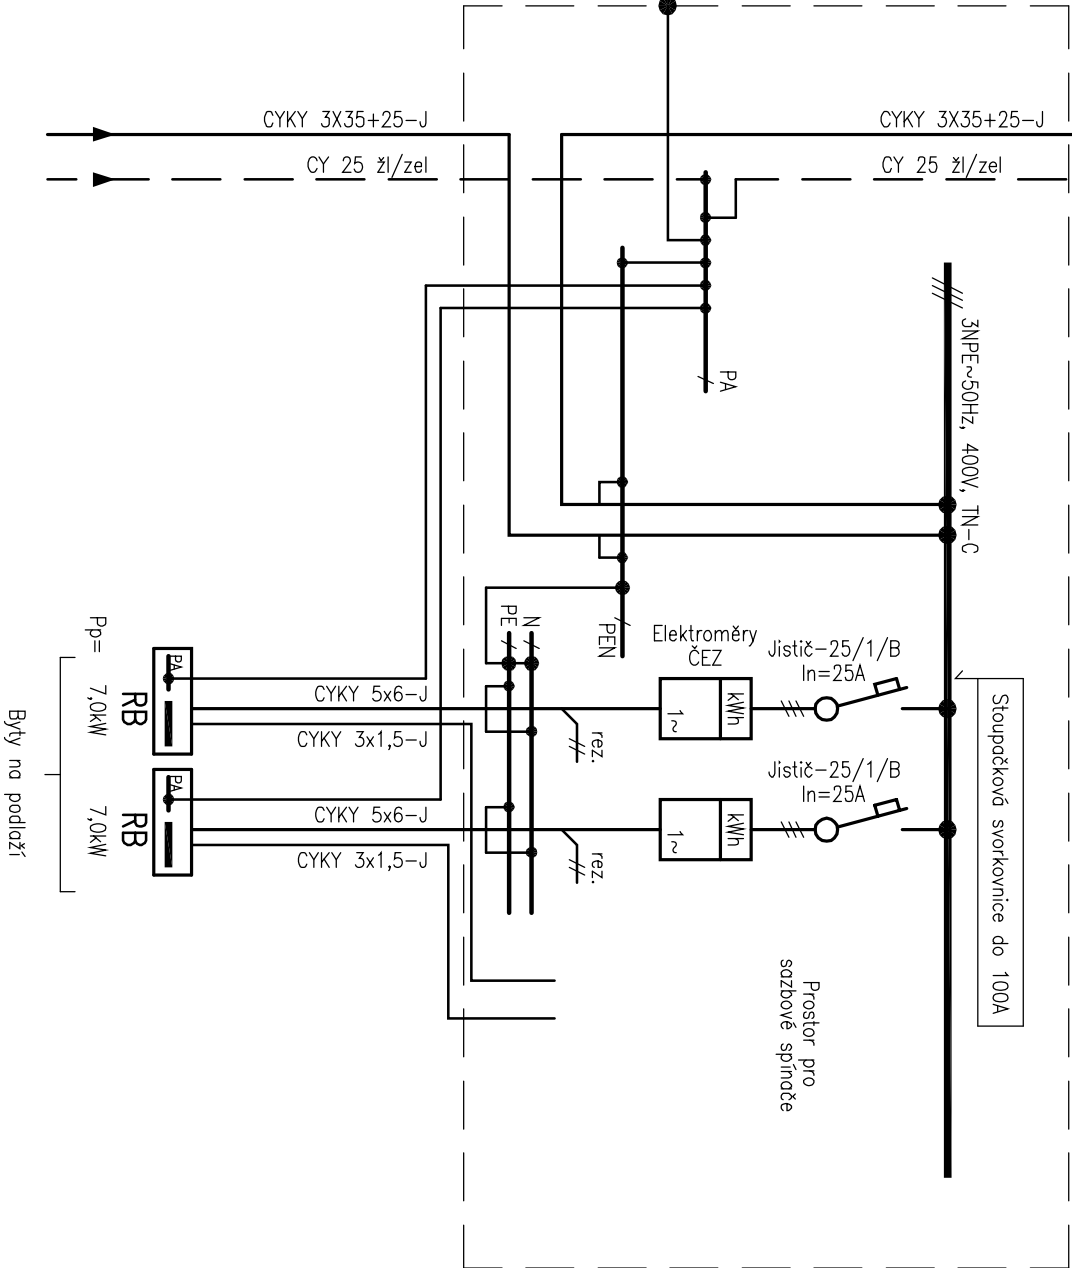 CYKY 3X35+25-J
CYKY 3X35+25-J
CY 25 žl/zel
CY 25 žl/zel
3NPE~50Hz, 400V, TN-C
PA
PEN
N
PE
Elektroměry
ČEZ
Jistič-25/1/B
In=25A
kWh
1~
rez.
CYKY 5x6-J
CYKY 3x1,5-J
PA
RB
Jistič-25/1/B
In=25A
kWh
1~
rez.
CYKY 5x6-J
CYKY 3x1,5-J
PA
RB
Pp=
7,0kW
7,0kW
Byty na podlaží
Stoupačková svorkovnice do 100A
Prostor pro
sazbové spínače